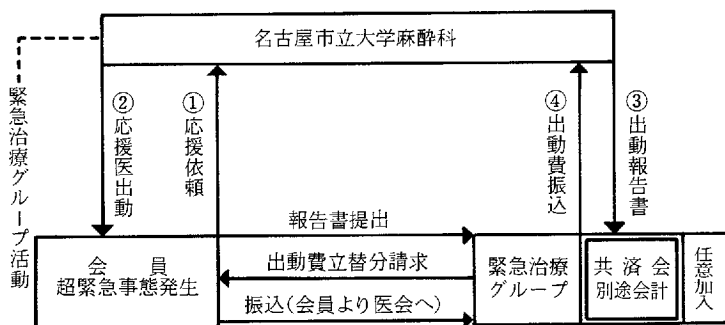 名古屋市立大学麻酔科
緊急治療グループ活動
②応援医出動
①応援依頼
④出動費振込
③出動報告書
報告書提出
出動費立替分請求
振込(会員より医会へ)
会員
超緊急事態発生
緊急治療
グループ
共済会
別途会計
任意加入